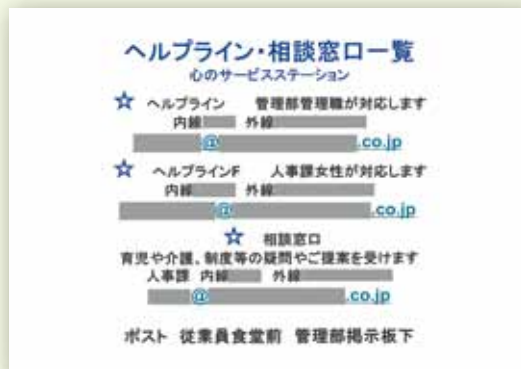 ヘルプライン・相談窓口一覧
心のサービスステーション
☆ ヘルプライン 管理部管理職が対応します
内線 外線
@ .co.jp
☆ ヘルプラインF 人事課女性が対応します
内線 外線
@ .co.jp
☆ 相談窓口
育児や介護、制度等の疑問やご提案を受けます
人事課 内線 外線
@ .co.jp
ポスト 従業員食堂前 管理部掲示板下